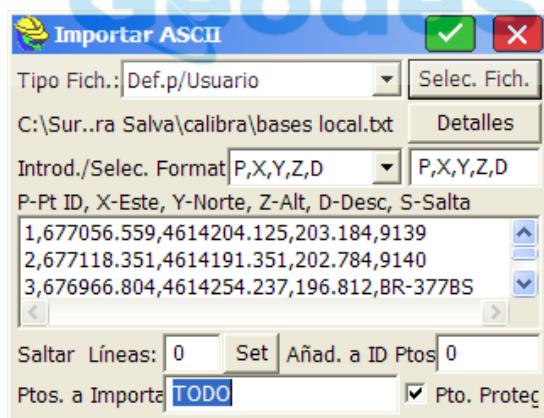 Geodes
Importar ASCII
Tipo Fich.: Def.p/Usuario Selec. Fich.
C:\Sur..ra Salva\calibra\bases local.txt Detalles
Introd./Selec. Format P,X,Y,Z,D P,X,Y,Z,D
P-Pt ID, X-Este, Y-Norte, Z-Alt, D-Desc, S-Salta
1,677056.559,4614204.125,203.184,9139
2,677118.351,4614191.351,202.784,9140
3,676966.804,4614254.237,196.812,BR-377BS
Saltar Líneas: 0 Set Añad. a ID Ptos 0
Ptos. a Importa TODO Pto. Proteg